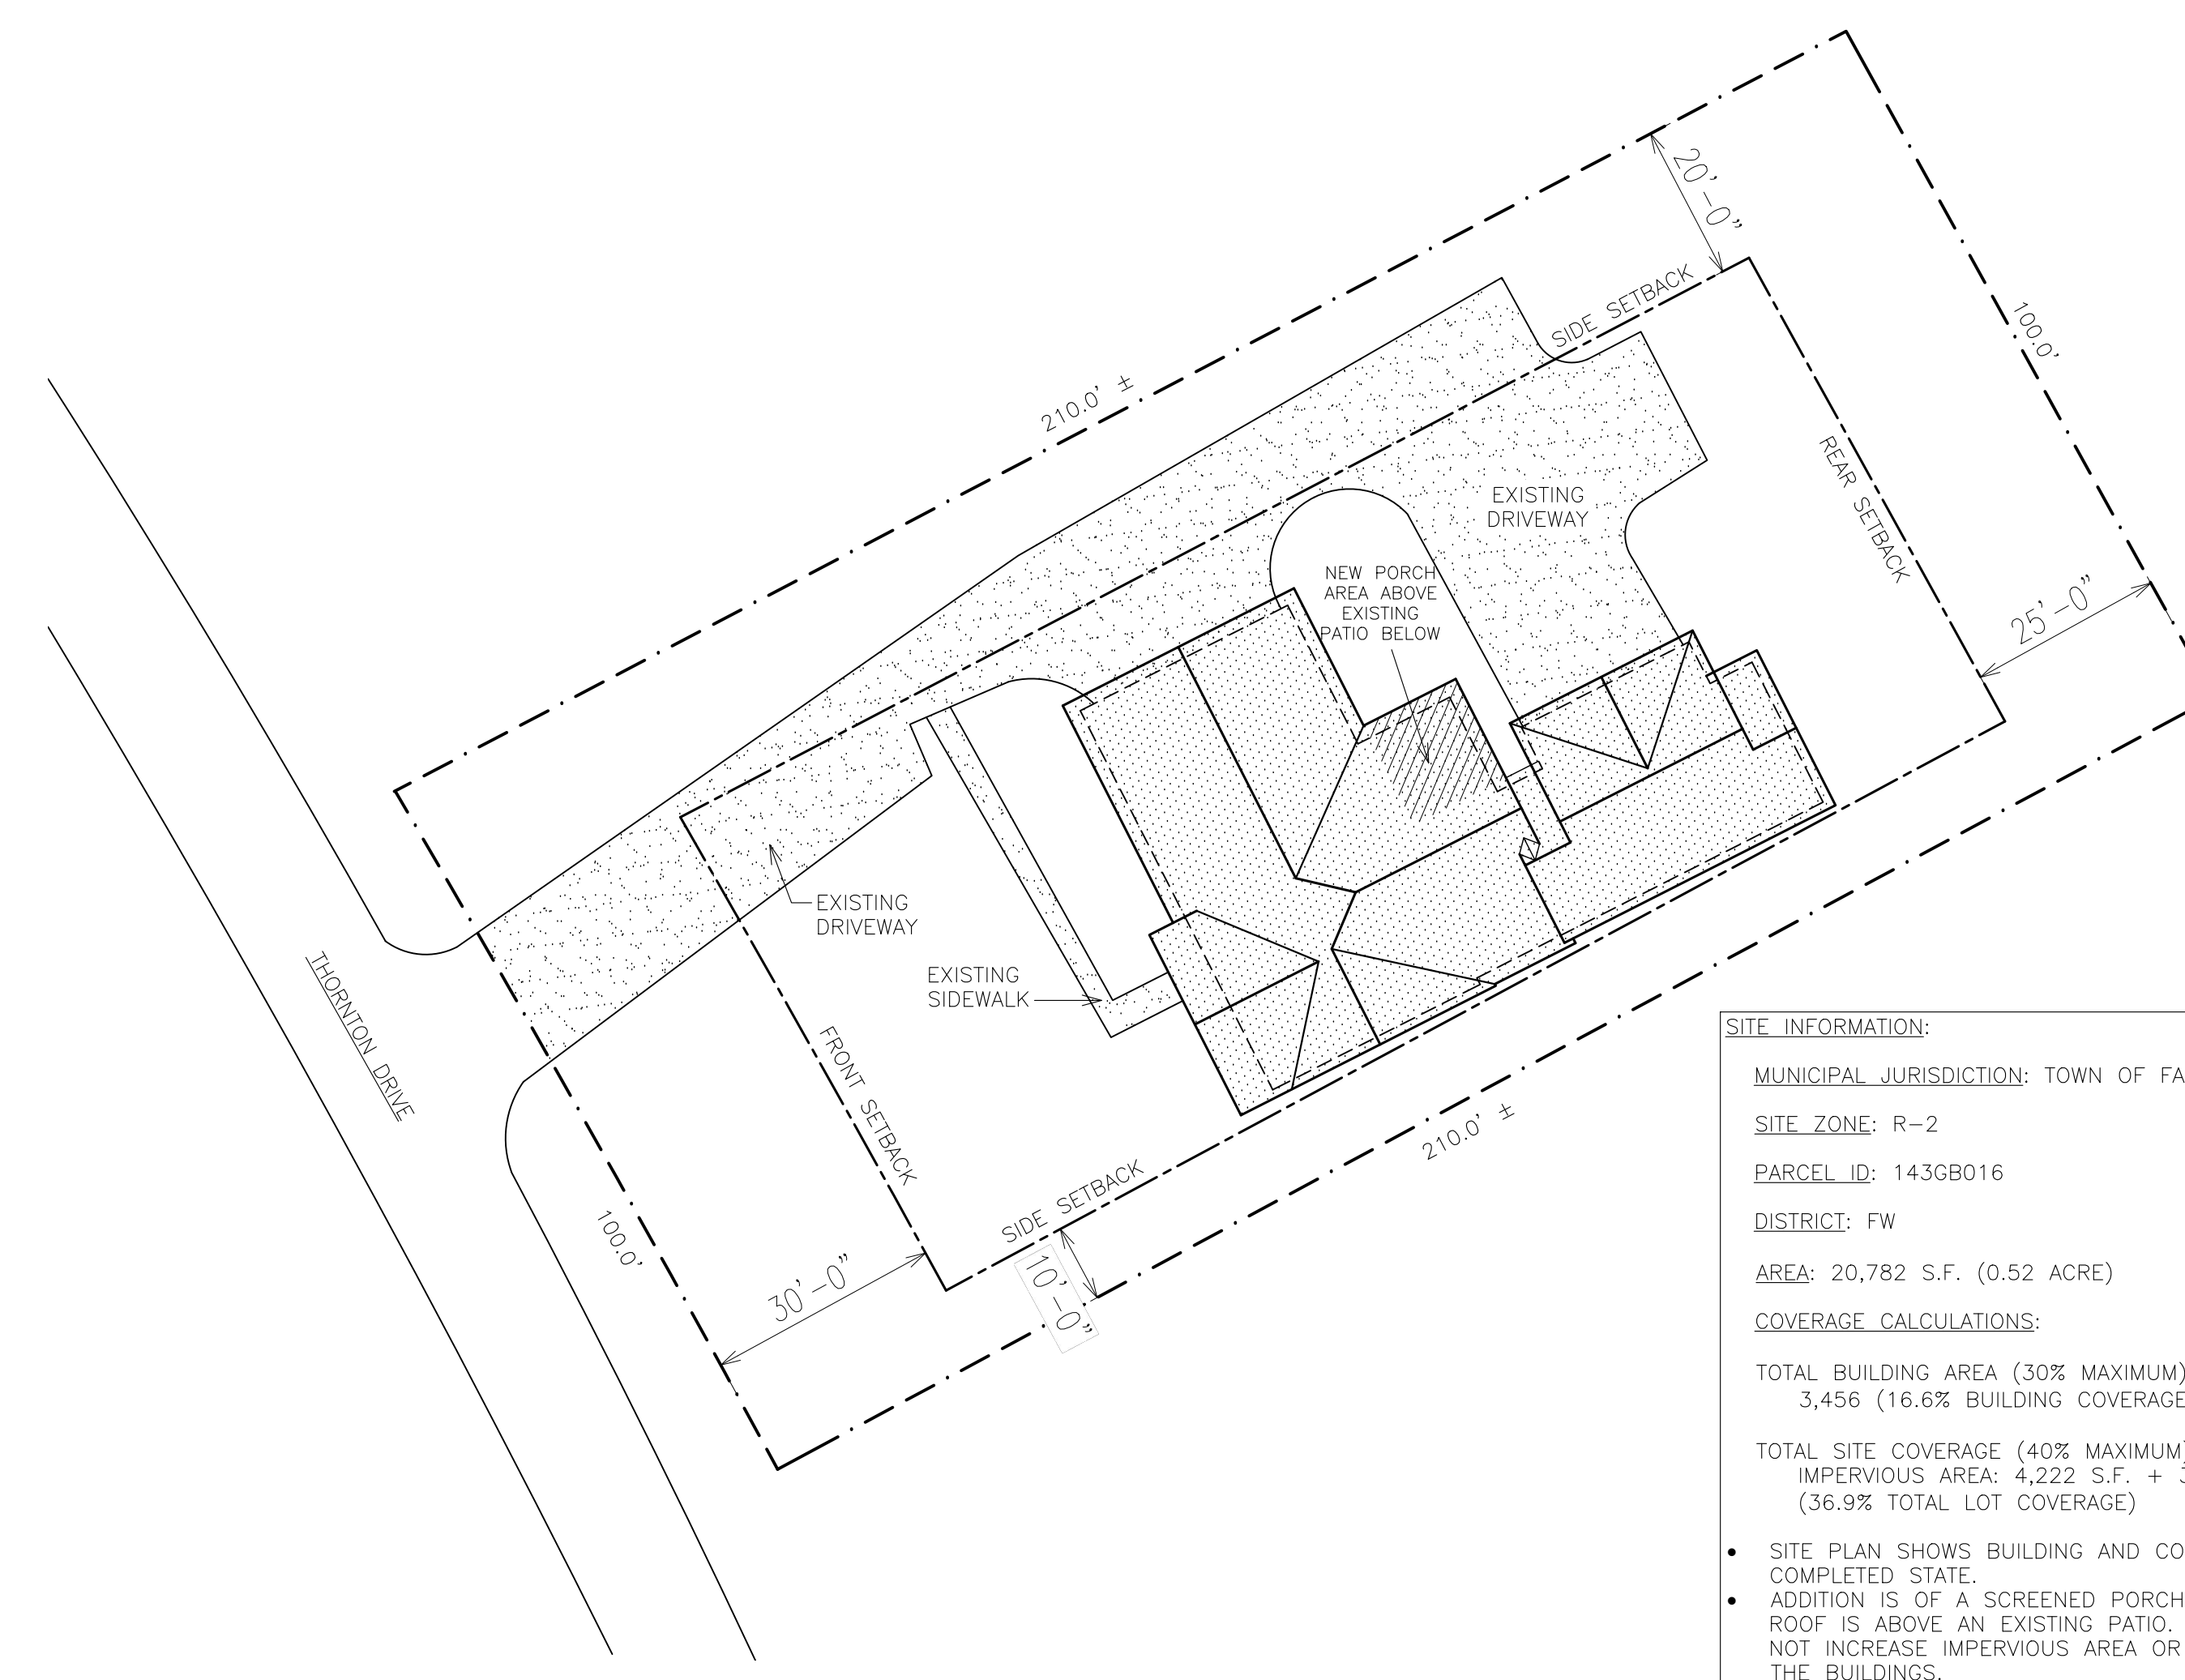 20'-0"
SIDE SETBACK
100.0'
210.0' ±
REAR SETBACK
EXISTING
DRIVEWAY
NEW PORCH
AREA ABOVE
EXISTING
PATIO BELOW
25'-0"
EXISTING
DRIVEWAY
EXISTING
SIDEWALK
THORNTON DRIVE
FRONT SETBACK
210.0' ±
SIDE SETBACK
100.0'
30'-0"
10'-0"
SITE INFORMATION:
MUNICIPAL JURISDICTION: TOWN OF FA
SITE ZONE: R-2
PARCEL ID: 143GB016
DISTRICT: FW
AREA: 20,782 S.F. (0.52 ACRE)
COVERAGE CALCULATIONS:
TOTAL BUILDING AREA (30% MAXIMUM)
3,456 (16.6% BUILDING COVERAGE
TOTAL SITE COVERAGE (40% MAXIMUM)
IMPERVIOUS AREA: 4,222 S.F. +
(36.9% TOTAL LOT COVERAGE)
• SITE PLAN SHOWS BUILDING AND CO
COMPLETED STATE.
• ADDITION IS OF A SCREENED PORCH
ROOF IS ABOVE AN EXISTING PATIO.
NOT INCREASE IMPERVIOUS AREA OR
THE BUILDINGS.